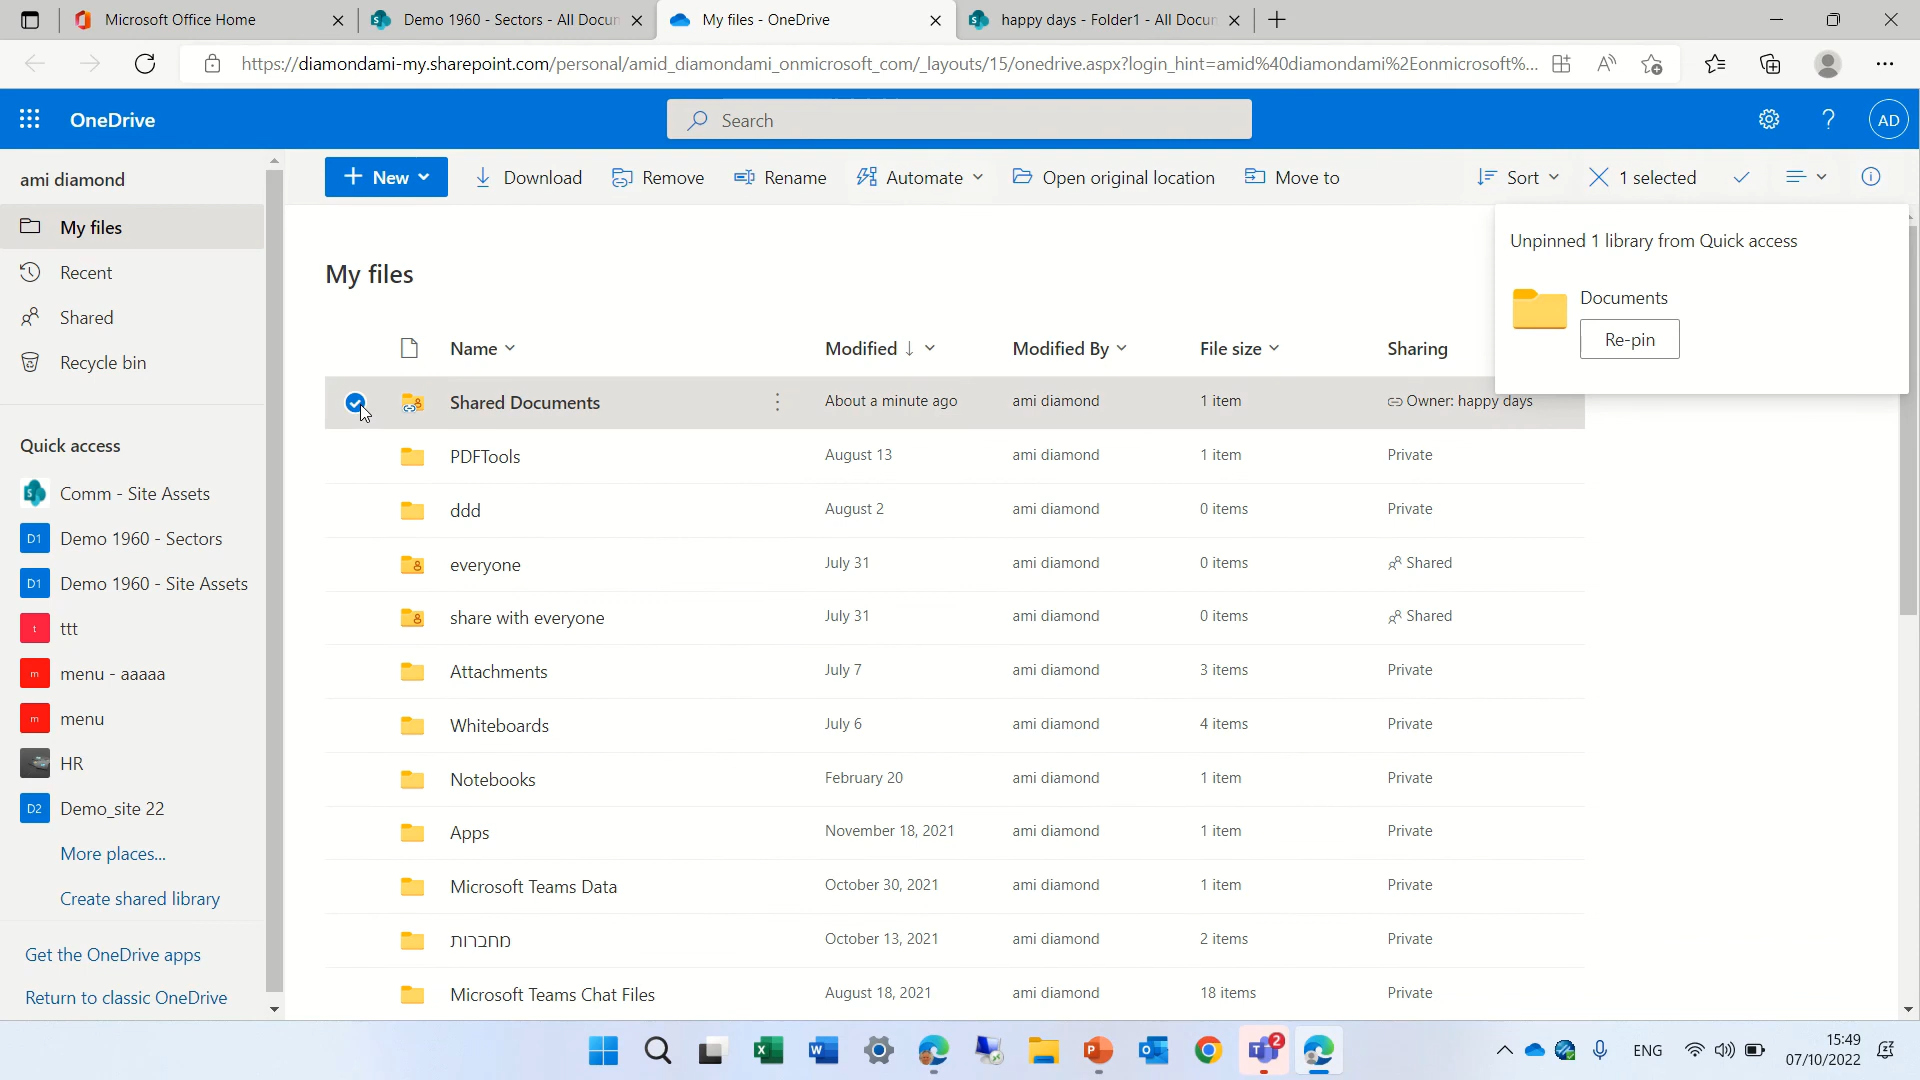 Microsoft Office Home
Demo 1960 - Sectors - All Docun
My files - OneDrive
happy days - Folder1 - All Docun
https://diamondami-my.sharepoint.com/personal/amid_diamondami_onmicrosoft_com/_layouts/15/onedrive.aspx?login_hint=amid%40diamondami%2Eonmicrosoft%...
OneDrive
Search
AD
ami diamond
+ New
Download
Remove
Rename
Automate
Open original location
Move to
Sort
1 selected
My files
Recent
Shared
Recycle bin
Quick access
Comm - Site Assets
D1 Demo 1960 - Sectors
D1 Demo 1960 - Site Assets
t ttt
m menu - aaaaa
m menu
HR
D2 Demo_site 22
More places...
Create shared library
Get the OneDrive apps
Return to classic OneDrive
My files
Unpinned 1 library from Quick access
Documents
Re-pin
Name Modified ↓ Modified By File size Sharing
Shared Documents About a minute ago ami diamond 1 item Owner: happy days
PDFTools August 13 ami diamond 1 item Private
ddd August 2 ami diamond 0 items Private
everyone July 31 ami diamond 0 items Shared
share with everyone July 31 ami diamond 0 items Shared
Attachments July 7 ami diamond 3 items Private
Whiteboards July 6 ami diamond 4 items Private
Notebooks February 20 ami diamond 1 item Private
Apps November 18, 2021 ami diamond 1 item Private
Microsoft Teams Data October 30, 2021 ami diamond 1 item Private
מחברות October 13, 2021 ami diamond 2 items Private
Microsoft Teams Chat Files August 18, 2021 ami diamond 18 items Private
2
ENG
15:49
07/10/2022